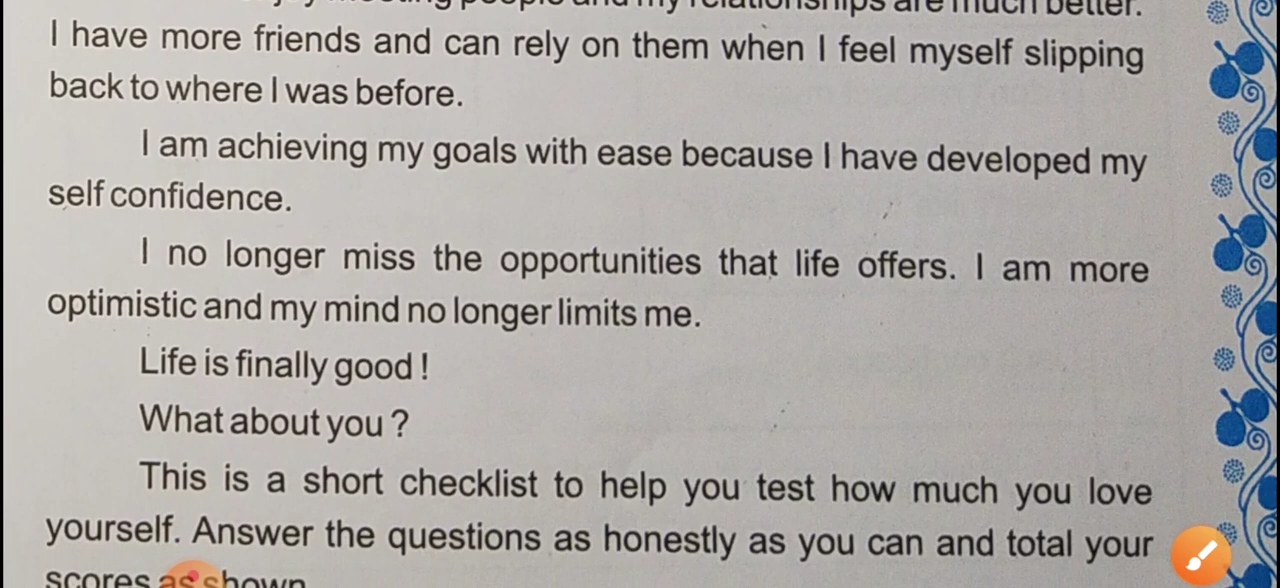 relationships are much better.
I have more friends and can rely on them when I feel myself slipping
back to where I was before.
I am achieving my goals with ease because I have developed my
self confidence.
I no longer miss the opportunities that life offers. I am more
optimistic and my mind no longer limits me.
Life is finally good !
What about you ?
This is a short checklist to help you test how much you love
yourself. Answer the questions as honestly as you can and total your
scores as shown